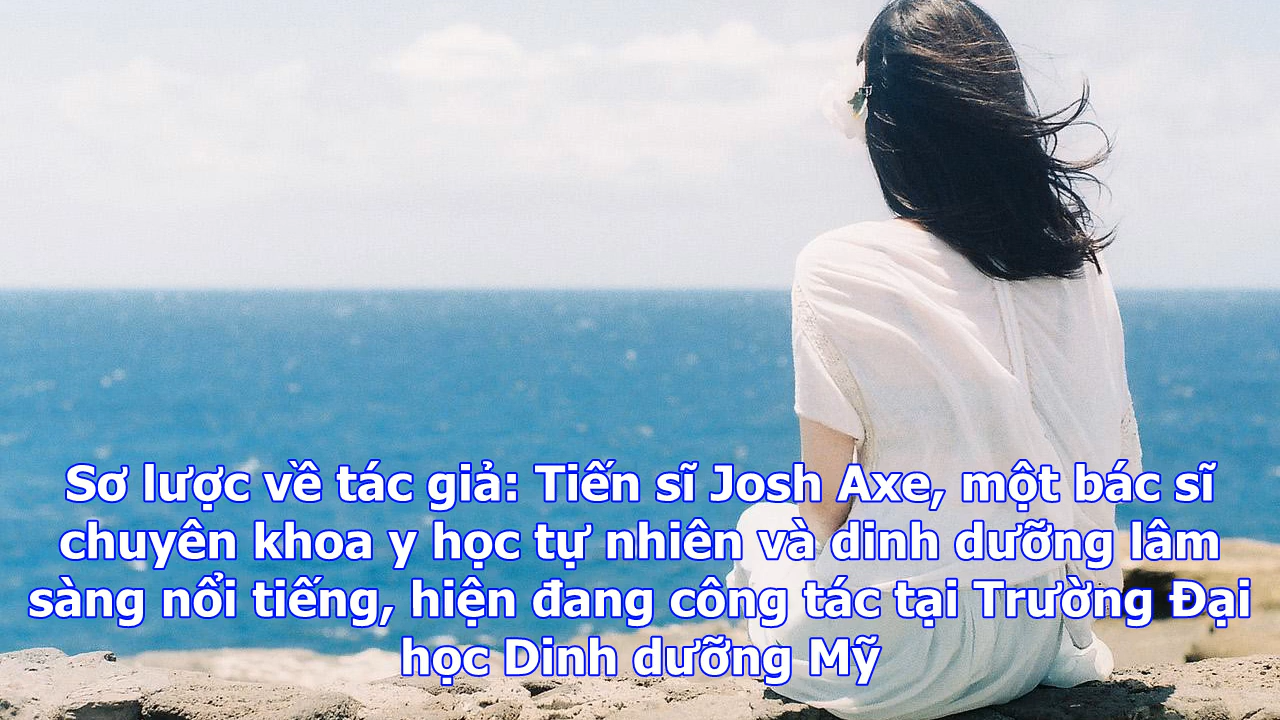 Sơ lược về tác giả: Tiến sĩ Josh Axe, một bác sĩ
chuyên khoa y học tự nhiên và dinh dưỡng lâm
sàng nổi tiếng, hiện đang công tác tại Trường Đại
học Dinh dưỡng Mỹ